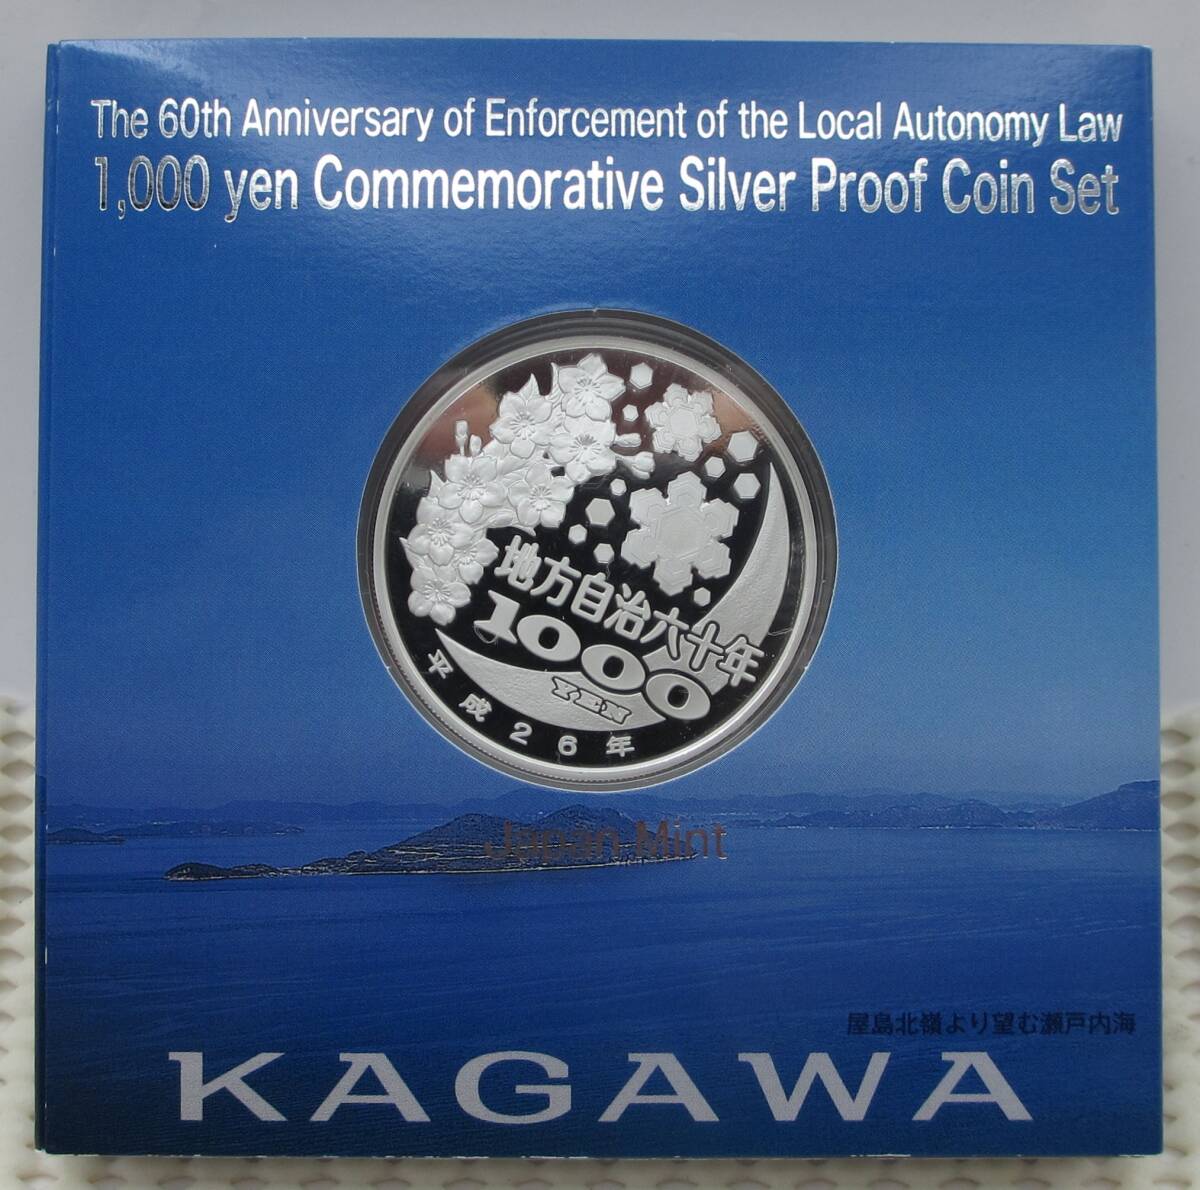 The 60th Anniversary of Enforcement of the Local Autonomy Law
1,000 yen Commemorative Silver Proof Coin Set
地方自治六十年
1000
YEN
平成26年
Japan Mint
屋島北嶺より望む瀬戸内海
KAGAWA